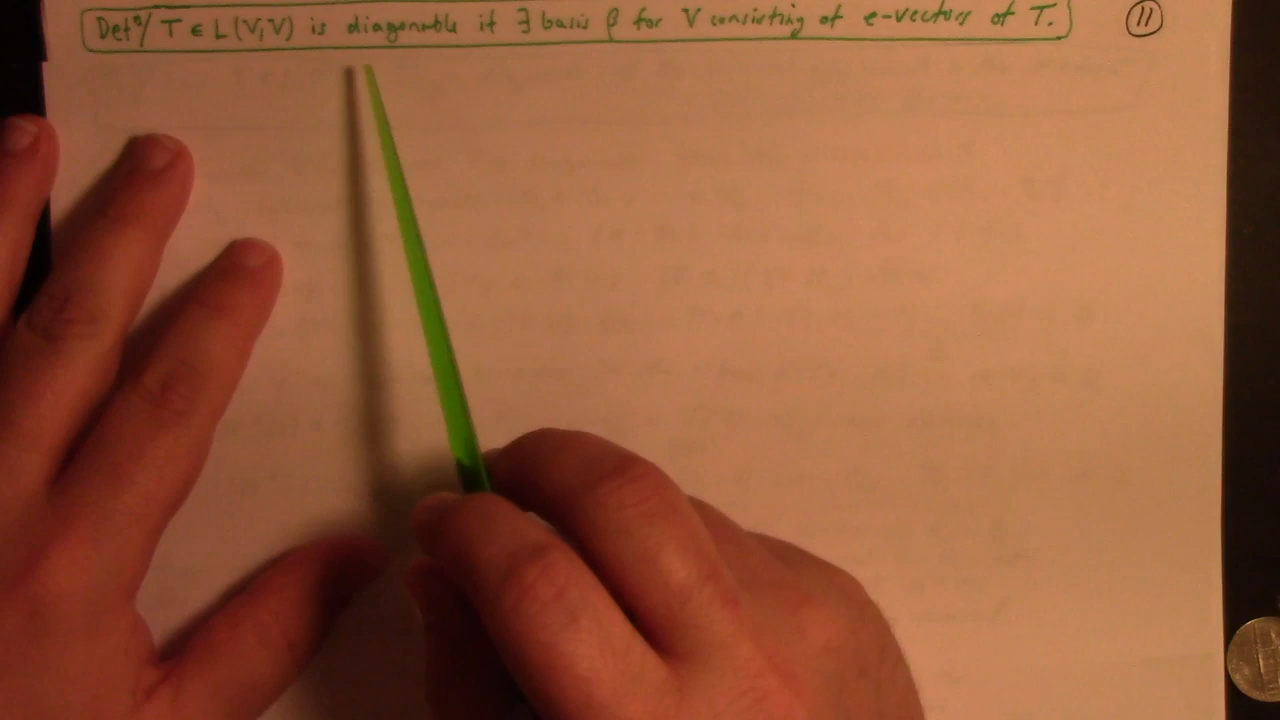 Defⁿ/ T ∈ L(V,V) is diagonable if ∃ basis β for V consisting of e-vectors of T.
11